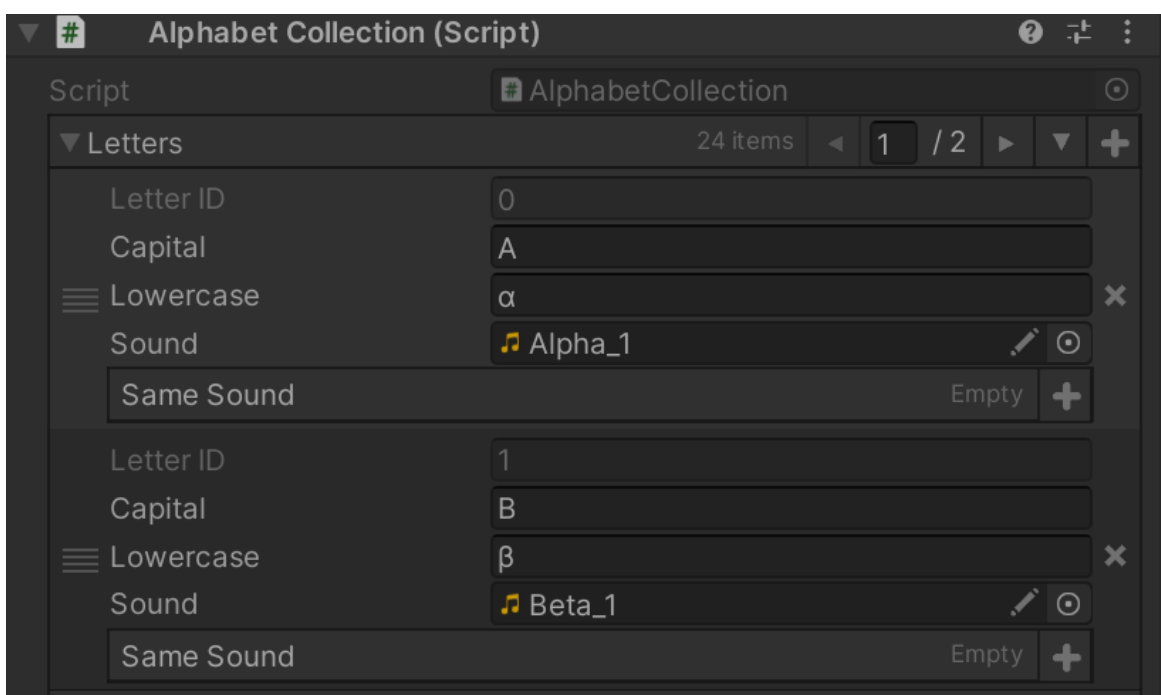 Alphabet Collection (Script)
Script AlphabetCollection
Letters 24 items 1 / 2
Letter ID 0
Capital A
Lowercase α
Sound Alpha_1
Same Sound Empty
Letter ID 1
Capital B
Lowercase β
Sound Beta_1
Same Sound Empty